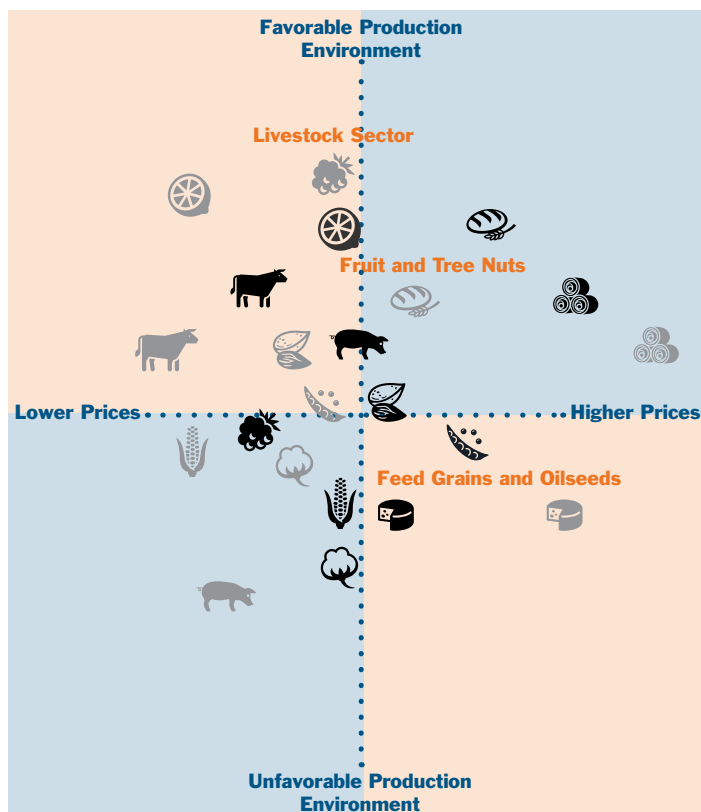 Favorable Production
Environment
Livestock Sector
Fruit and Tree Nuts
Lower Prices
Higher Prices
Feed Grains and Oilseeds
Unfavorable Production
Environment